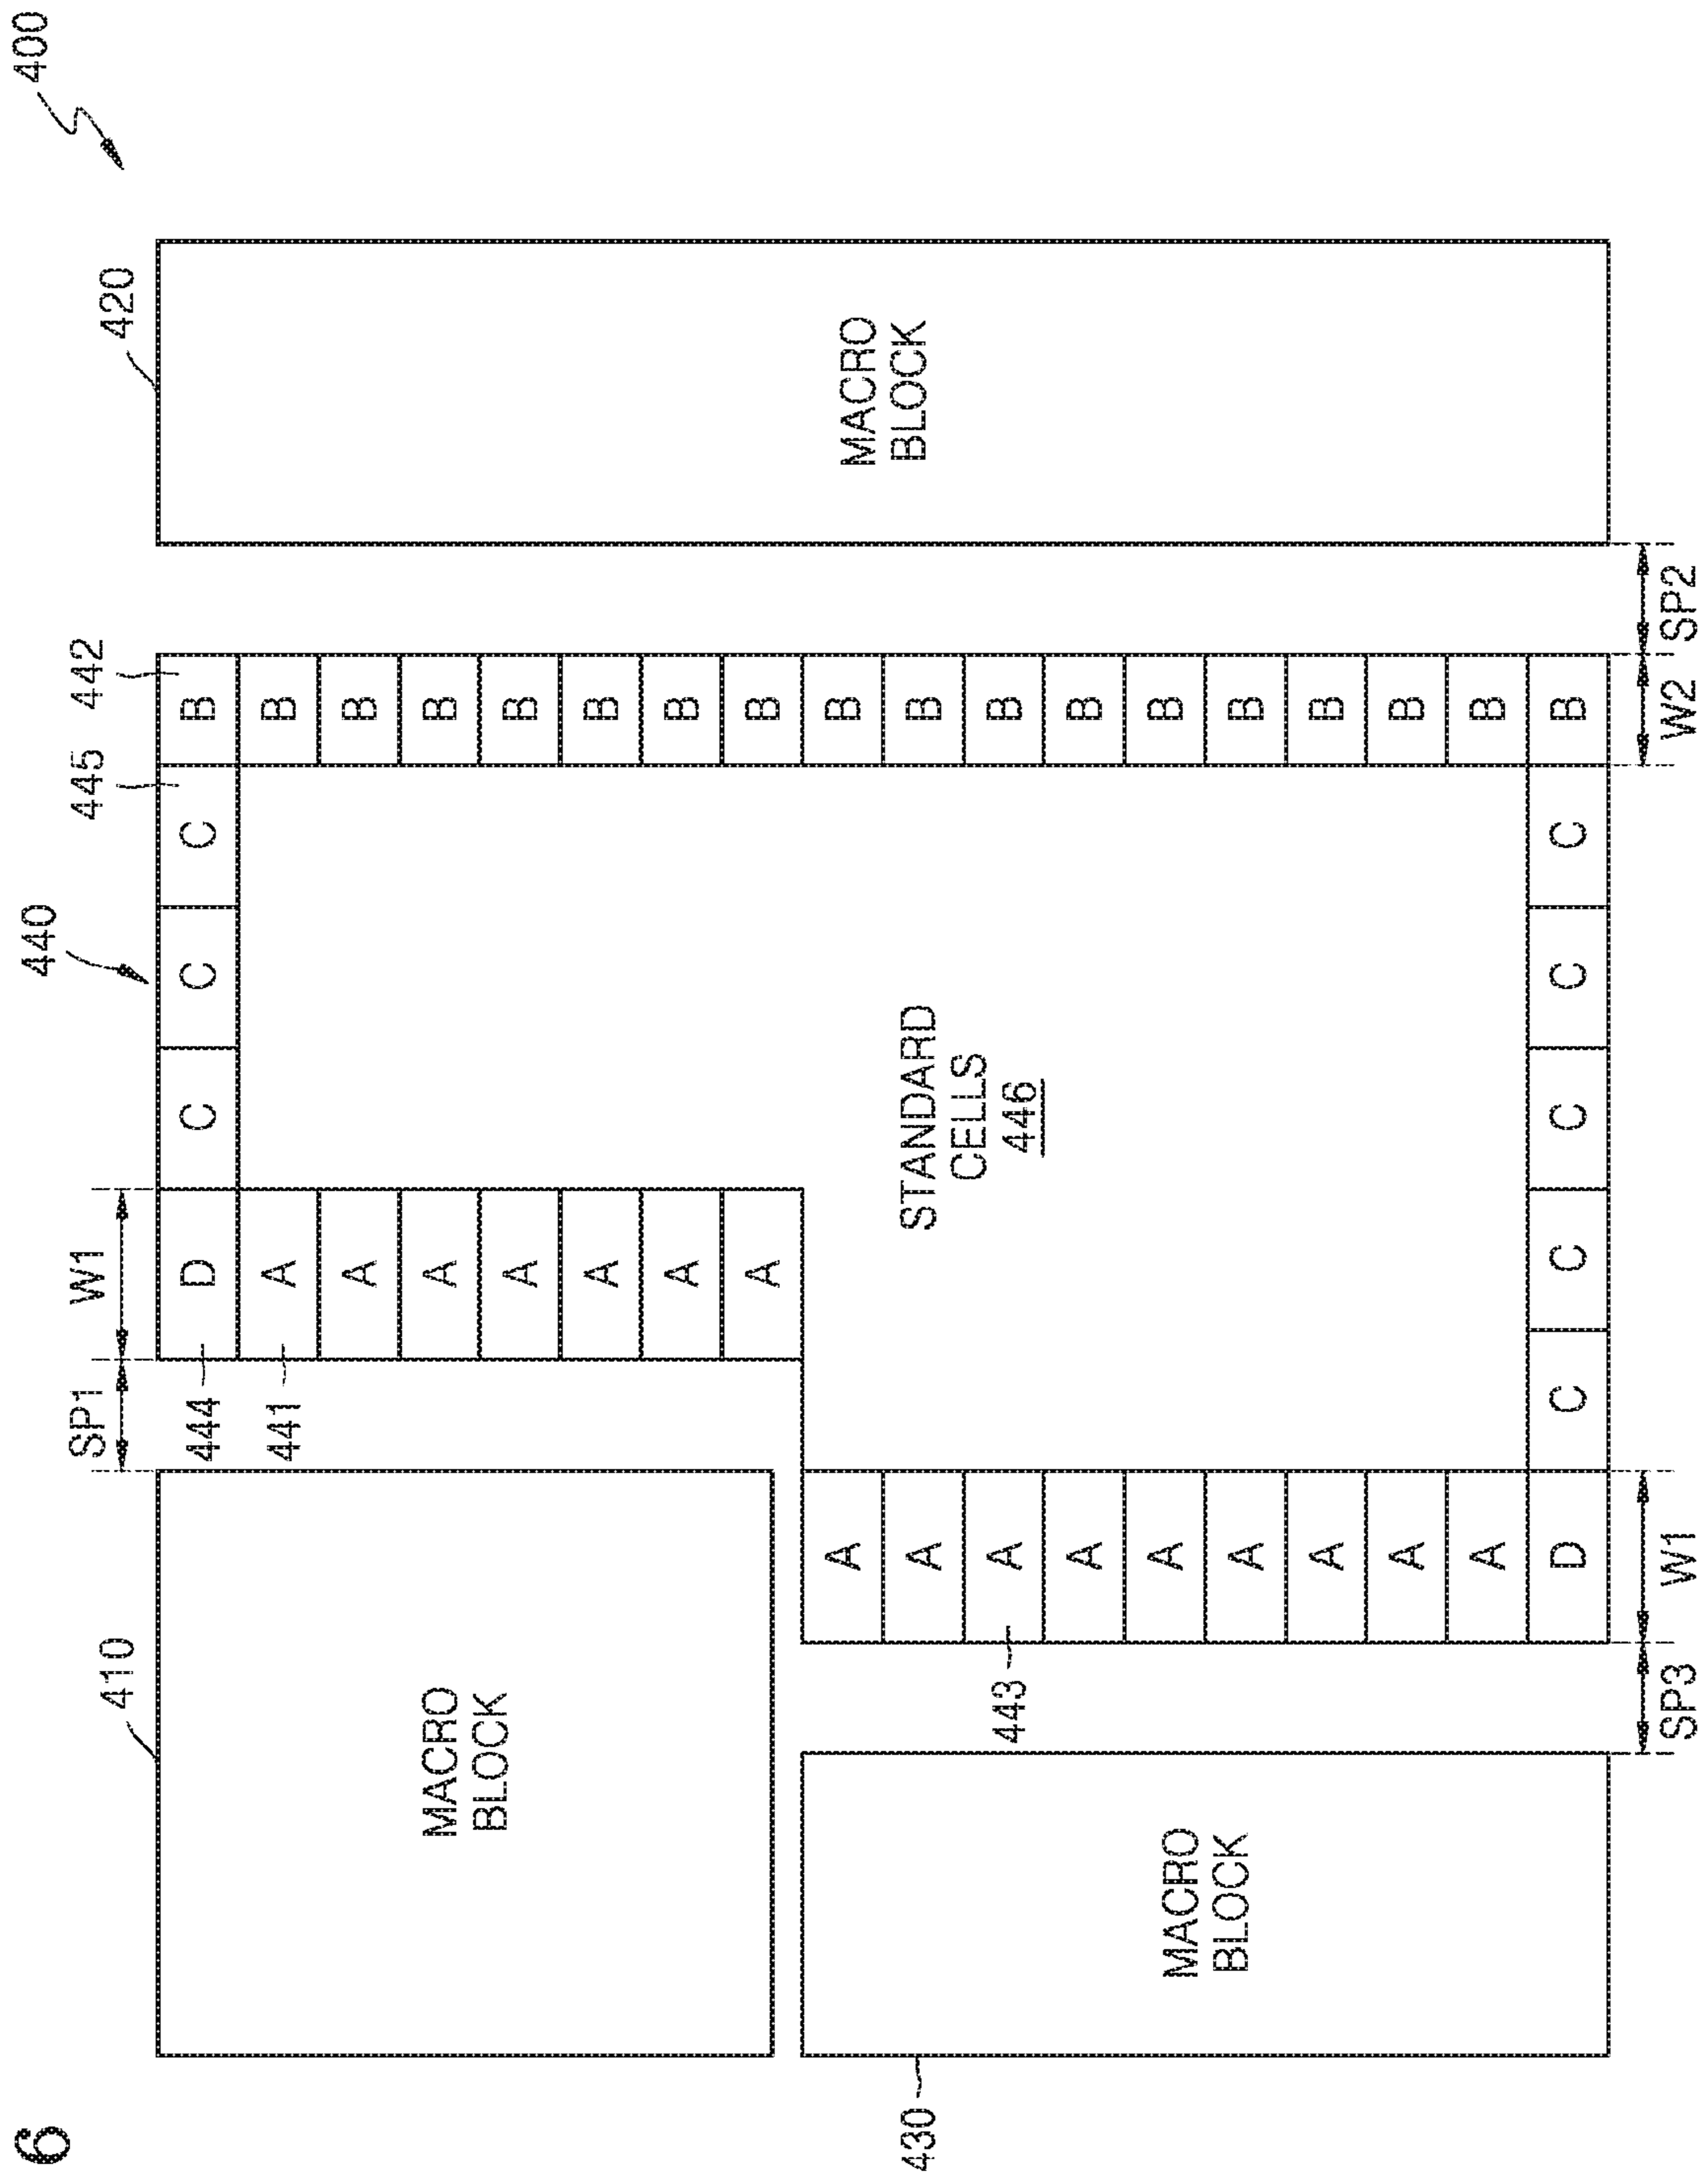 6
400
440
SP1 W1 445 442
410 420
444 D C C C B
441 A B
A B
A B
MACRO
BLOCK
A B
A B
A B
A B
A B
MACRO
BLOCK
430
A B
STANDARD
CELLS
446
443 A B
A B
A B
MACRO
BLOCK
A B
A B
A B
A B
D C C C C C B
SP3 W1 W2 SP2